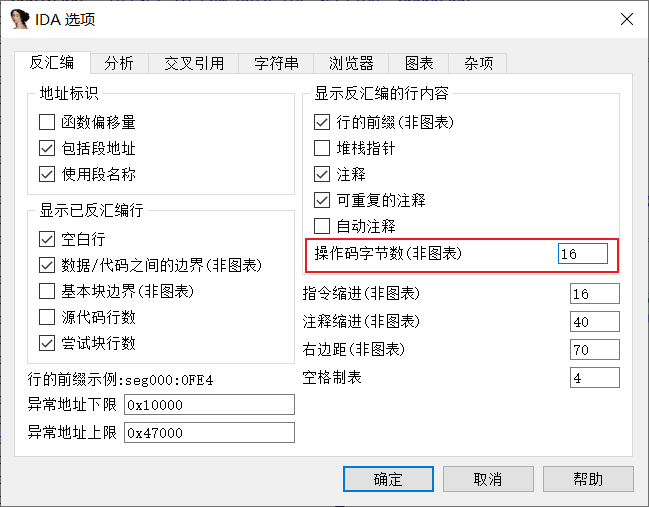 IDA 选项
反汇编 分析 交叉引用 字符串 浏览器 图表 杂项
地址标识
函数偏移量
包括段地址
使用段名称
显示已反汇编行
空白行
数据/代码之间的边界(非图表)
基本块边界(非图表)
源代码行数
尝试块行数
行的前缀示例:seg000:0FE4
异常地址下限 0x10000
异常地址上限 0x47000
显示反汇编的行内容
行的前缀(非图表)
堆栈指针
注释
可重复的注释
自动注释
操作码字节数(非图表) 16
指令缩进(非图表) 16
注释缩进(非图表) 40
右边距(非图表) 70
空格制表 4
确定 取消 帮助